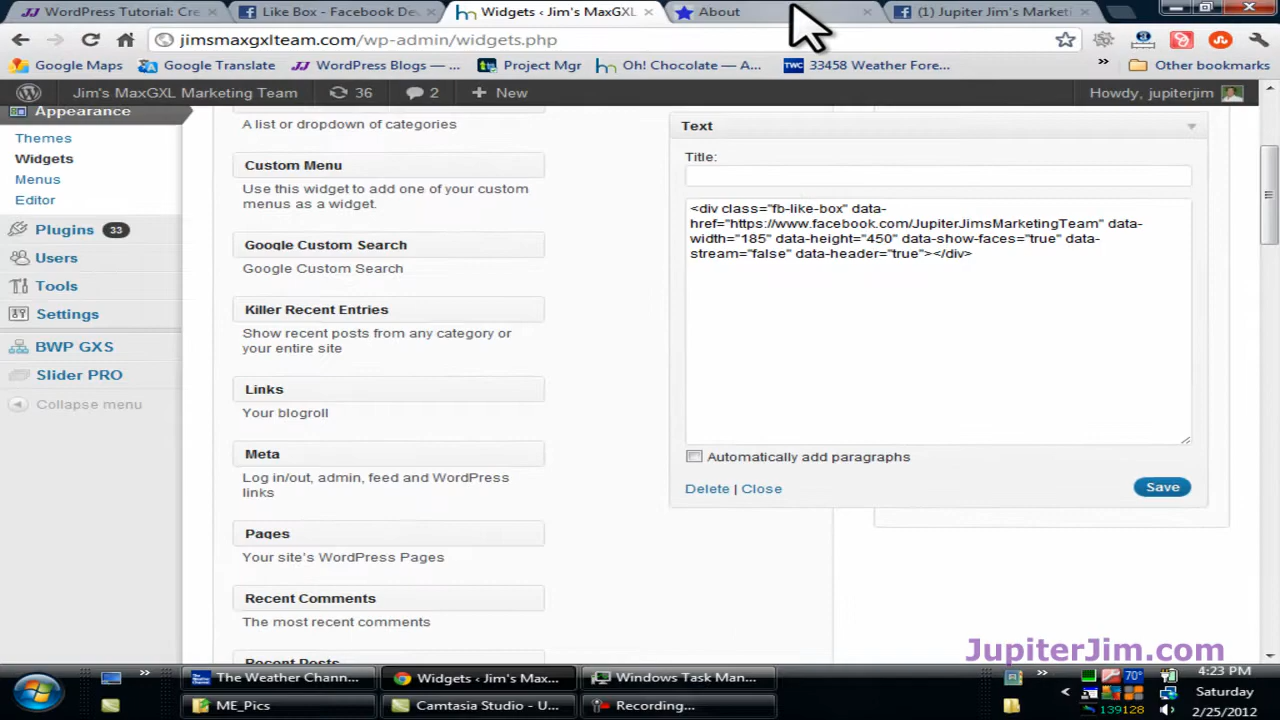 WordPress Tutorial: Cre
Like Box - Facebook De
Widgets ‹ Jim's MaxGXL
About
(1) Jupiter Jim's Market
jimsmaxgxlteam.com/wp-admin/widgets.php
Google Maps
Google Translate
WordPress Blogs — ...
Project Mgr
Oh! Chocolate — A...
TWC
33458 Weather Fore...
»
Other bookmarks
Jim's MaxGXL Marketing Team
36
2
+ New
Howdy, jupiterjim
Appearance
Themes
Widgets
Menus
Editor
Plugins 33
Users
Tools
Settings
BWP GXS
Slider PRO
Collapse menu
A list or dropdown of categories
Custom Menu
Use this widget to add one of your custom
menus as a widget.
Google Custom Search
Google Custom Search
Killer Recent Entries
Show recent posts from any category or
your entire site
Links
Your blogroll
Meta
Log in/out, admin, feed and WordPress
links
Pages
Your site's WordPress Pages
Recent Comments
The most recent comments
Recent Posts
Text
Title:
<div class="fb-like-box" data-
href="https://www.facebook.com/JupiterJimsMarketingTeam" data-
width="185" data-height="450" data-show-faces="true" data-
stream="false" data-header="true"></div>
Automatically add paragraphs
Delete | Close
Save
JupiterJim.com
The Weather Chann...
Widgets ‹ Jim's Max...
Windows Task Man...
ME_Pics
Camtasia Studio - U...
Recording...
70°
139128
4:23 PM
Saturday
2/25/2012